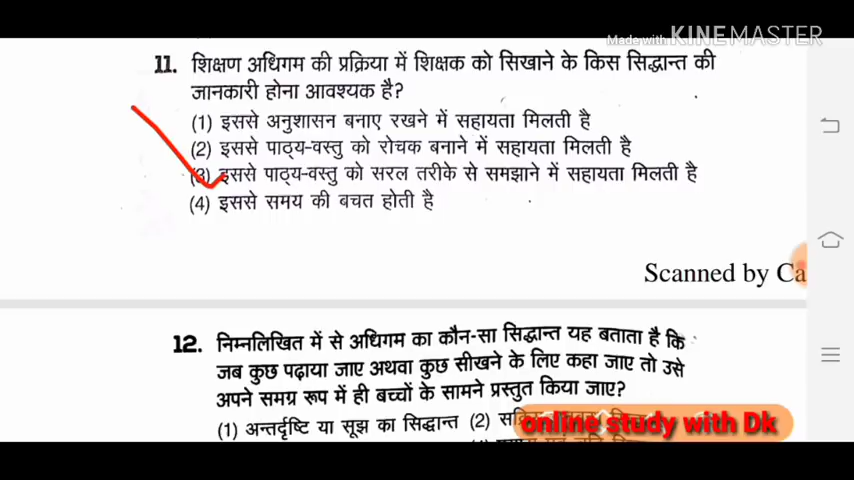 Made with KINEMASTER
11. शिक्षण अधिगम की प्रक्रिया में शिक्षक को सिखाने के किस सिद्धान्त की
जानकारी होना आवश्यक है?
(1) इससे अनुशासन बनाए रखने में सहायता मिलती है
(2) इससे पाठ्य-वस्तु को रोचक बनाने में सहायता मिलती है
(3) इससे पाठ्य-वस्तु को सरल तरीके से समझाने में सहायता मिलती है
(4) इससे समय की बचत होती है
Scanned by Ca
12. निम्नलिखित में से अधिगम का कौन-सा सिद्धान्त यह बताता है कि
जब कुछ पढ़ाया जाए अथवा कुछ सीखने के लिए कहा जाए तो उसे
अपने समग्र रूप में ही बच्चों के सामने प्रस्तुत किया जाए?
(1) अन्तर्दृष्टि या सूझ का सिद्धान्त (2)
online study with Dk